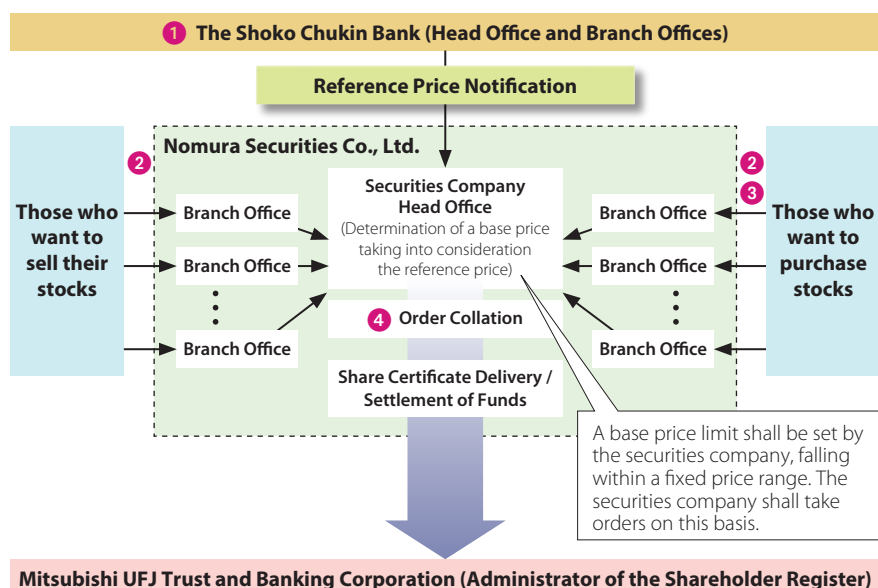 1 The Shoko Chukin Bank (Head Office and Branch Offices)
Reference Price Notification
Nomura Securities Co., Ltd.
2
Those who
want to
sell their
stocks
Branch Office
Branch Office
Branch Office
Securities Company
Head Office
(Determination of a base price
taking into consideration
the reference price)
4 Order Collation
Share Certificate Delivery /
Settlement of Funds
Branch Office
Branch Office
Branch Office
2
3
Those who
want to
purchase
stocks
A base price limit shall be set by
the securities company, falling
within a fixed price range. The
securities company shall take
orders on this basis.
Mitsubishi UFJ Trust and Banking Corporation (Administrator of the Shareholder Register)